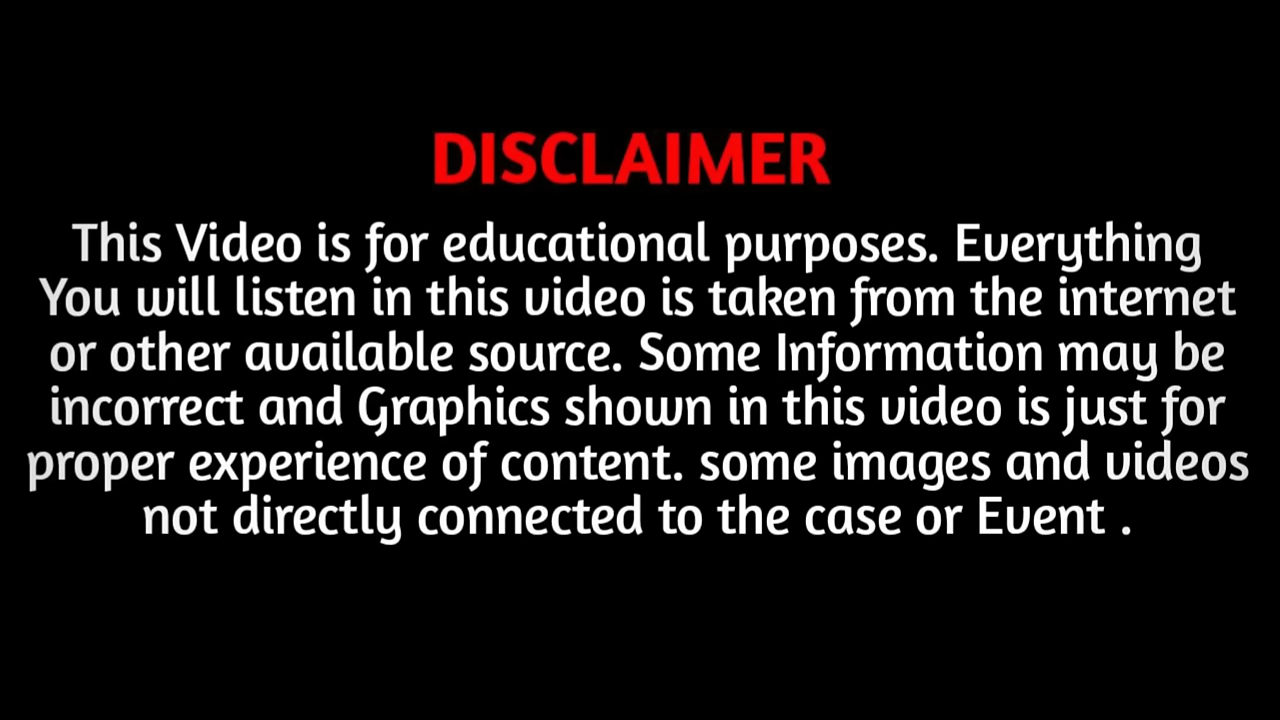 DISCLAIMER
This Video is for educational purposes. Everything
You will listen in this video is taken from the internet
or other available source. Some Information may be
incorrect and Graphics shown in this video is just for
proper experience of content. some images and videos
not directly connected to the case or Event .